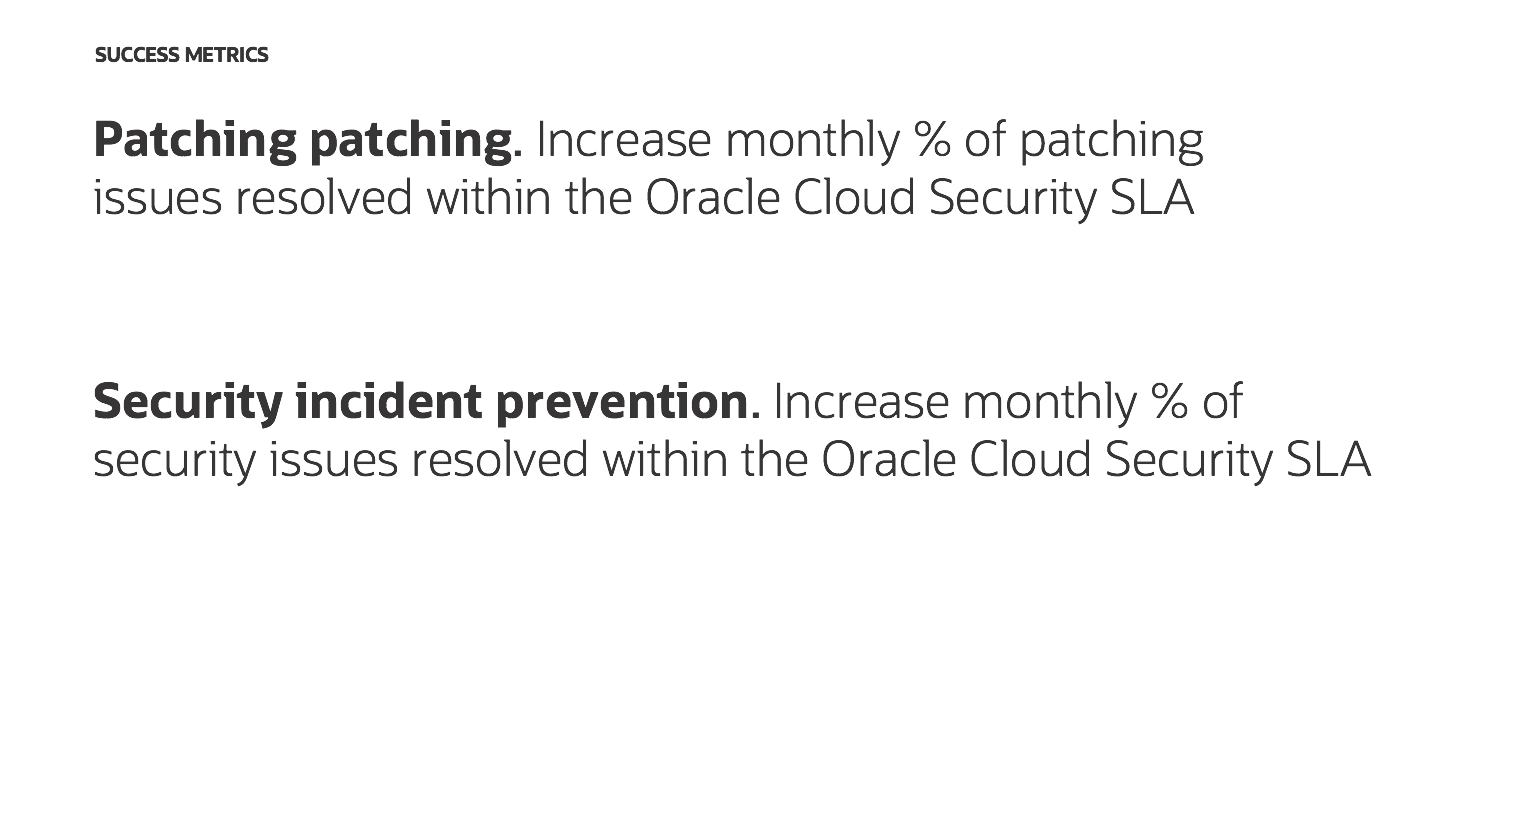 SUCCESS METRICS
Patching patching. Increase monthly % of patching
issues resolved within the Oracle Cloud Security SLA
Security incident prevention. Increase monthly % of
security issues resolved within the Oracle Cloud Security SLA